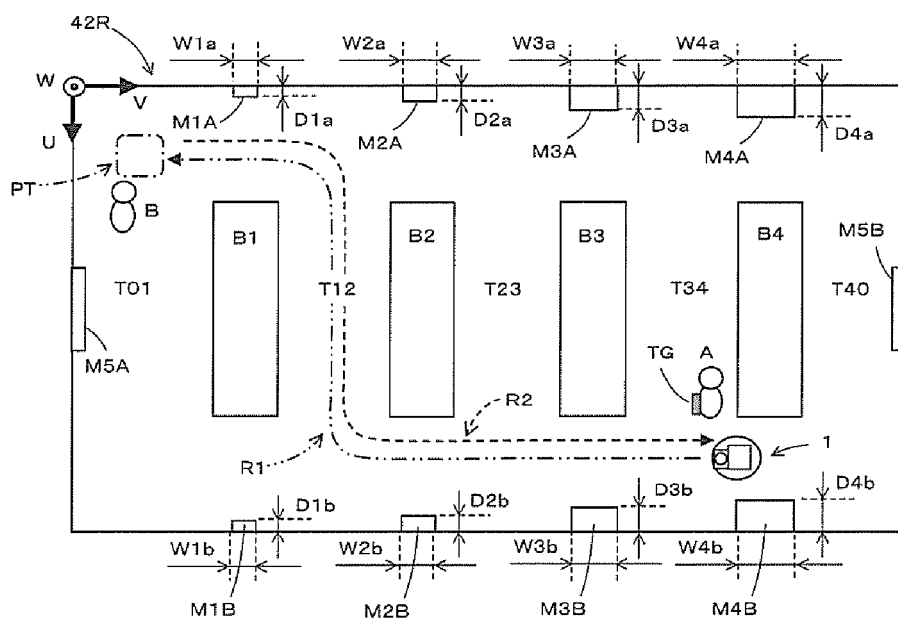 42R
W1a
W2a
W3a
W4a
W
V
U
M1A
D1a
M2A
D2a
M3A
D3a
M4A
D4a
PT
B
B1
B2
B3
B4
M5B
T01
T12
T23
T34
T40
M5A
TG
A
R2
R1
1
D1b
D2b
D3b
D4b
W1b
W2b
W3b
W4b
M1B
M2B
M3B
M4B